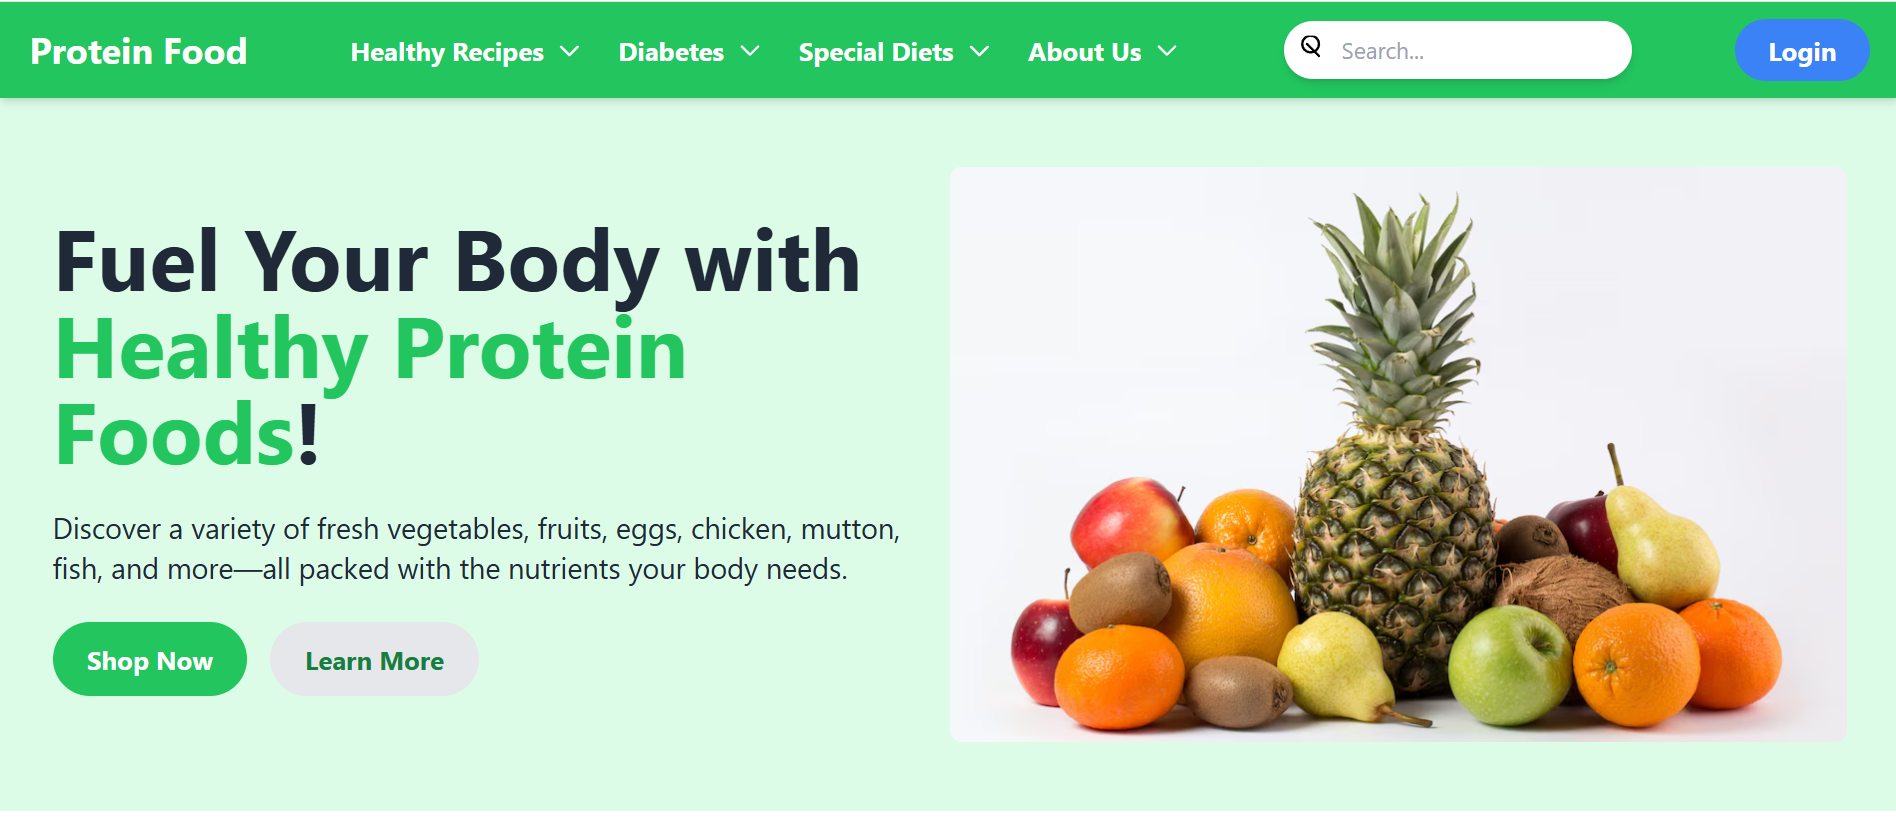 Protein Food
Healthy Recipes
Diabetes
Special Diets
About Us
Search...
Login
Fuel Your Body with
Healthy Protein
Foods!
Discover a variety of fresh vegetables, fruits, eggs, chicken, mutton,
fish, and more—all packed with the nutrients your body needs.
Shop Now
Learn More